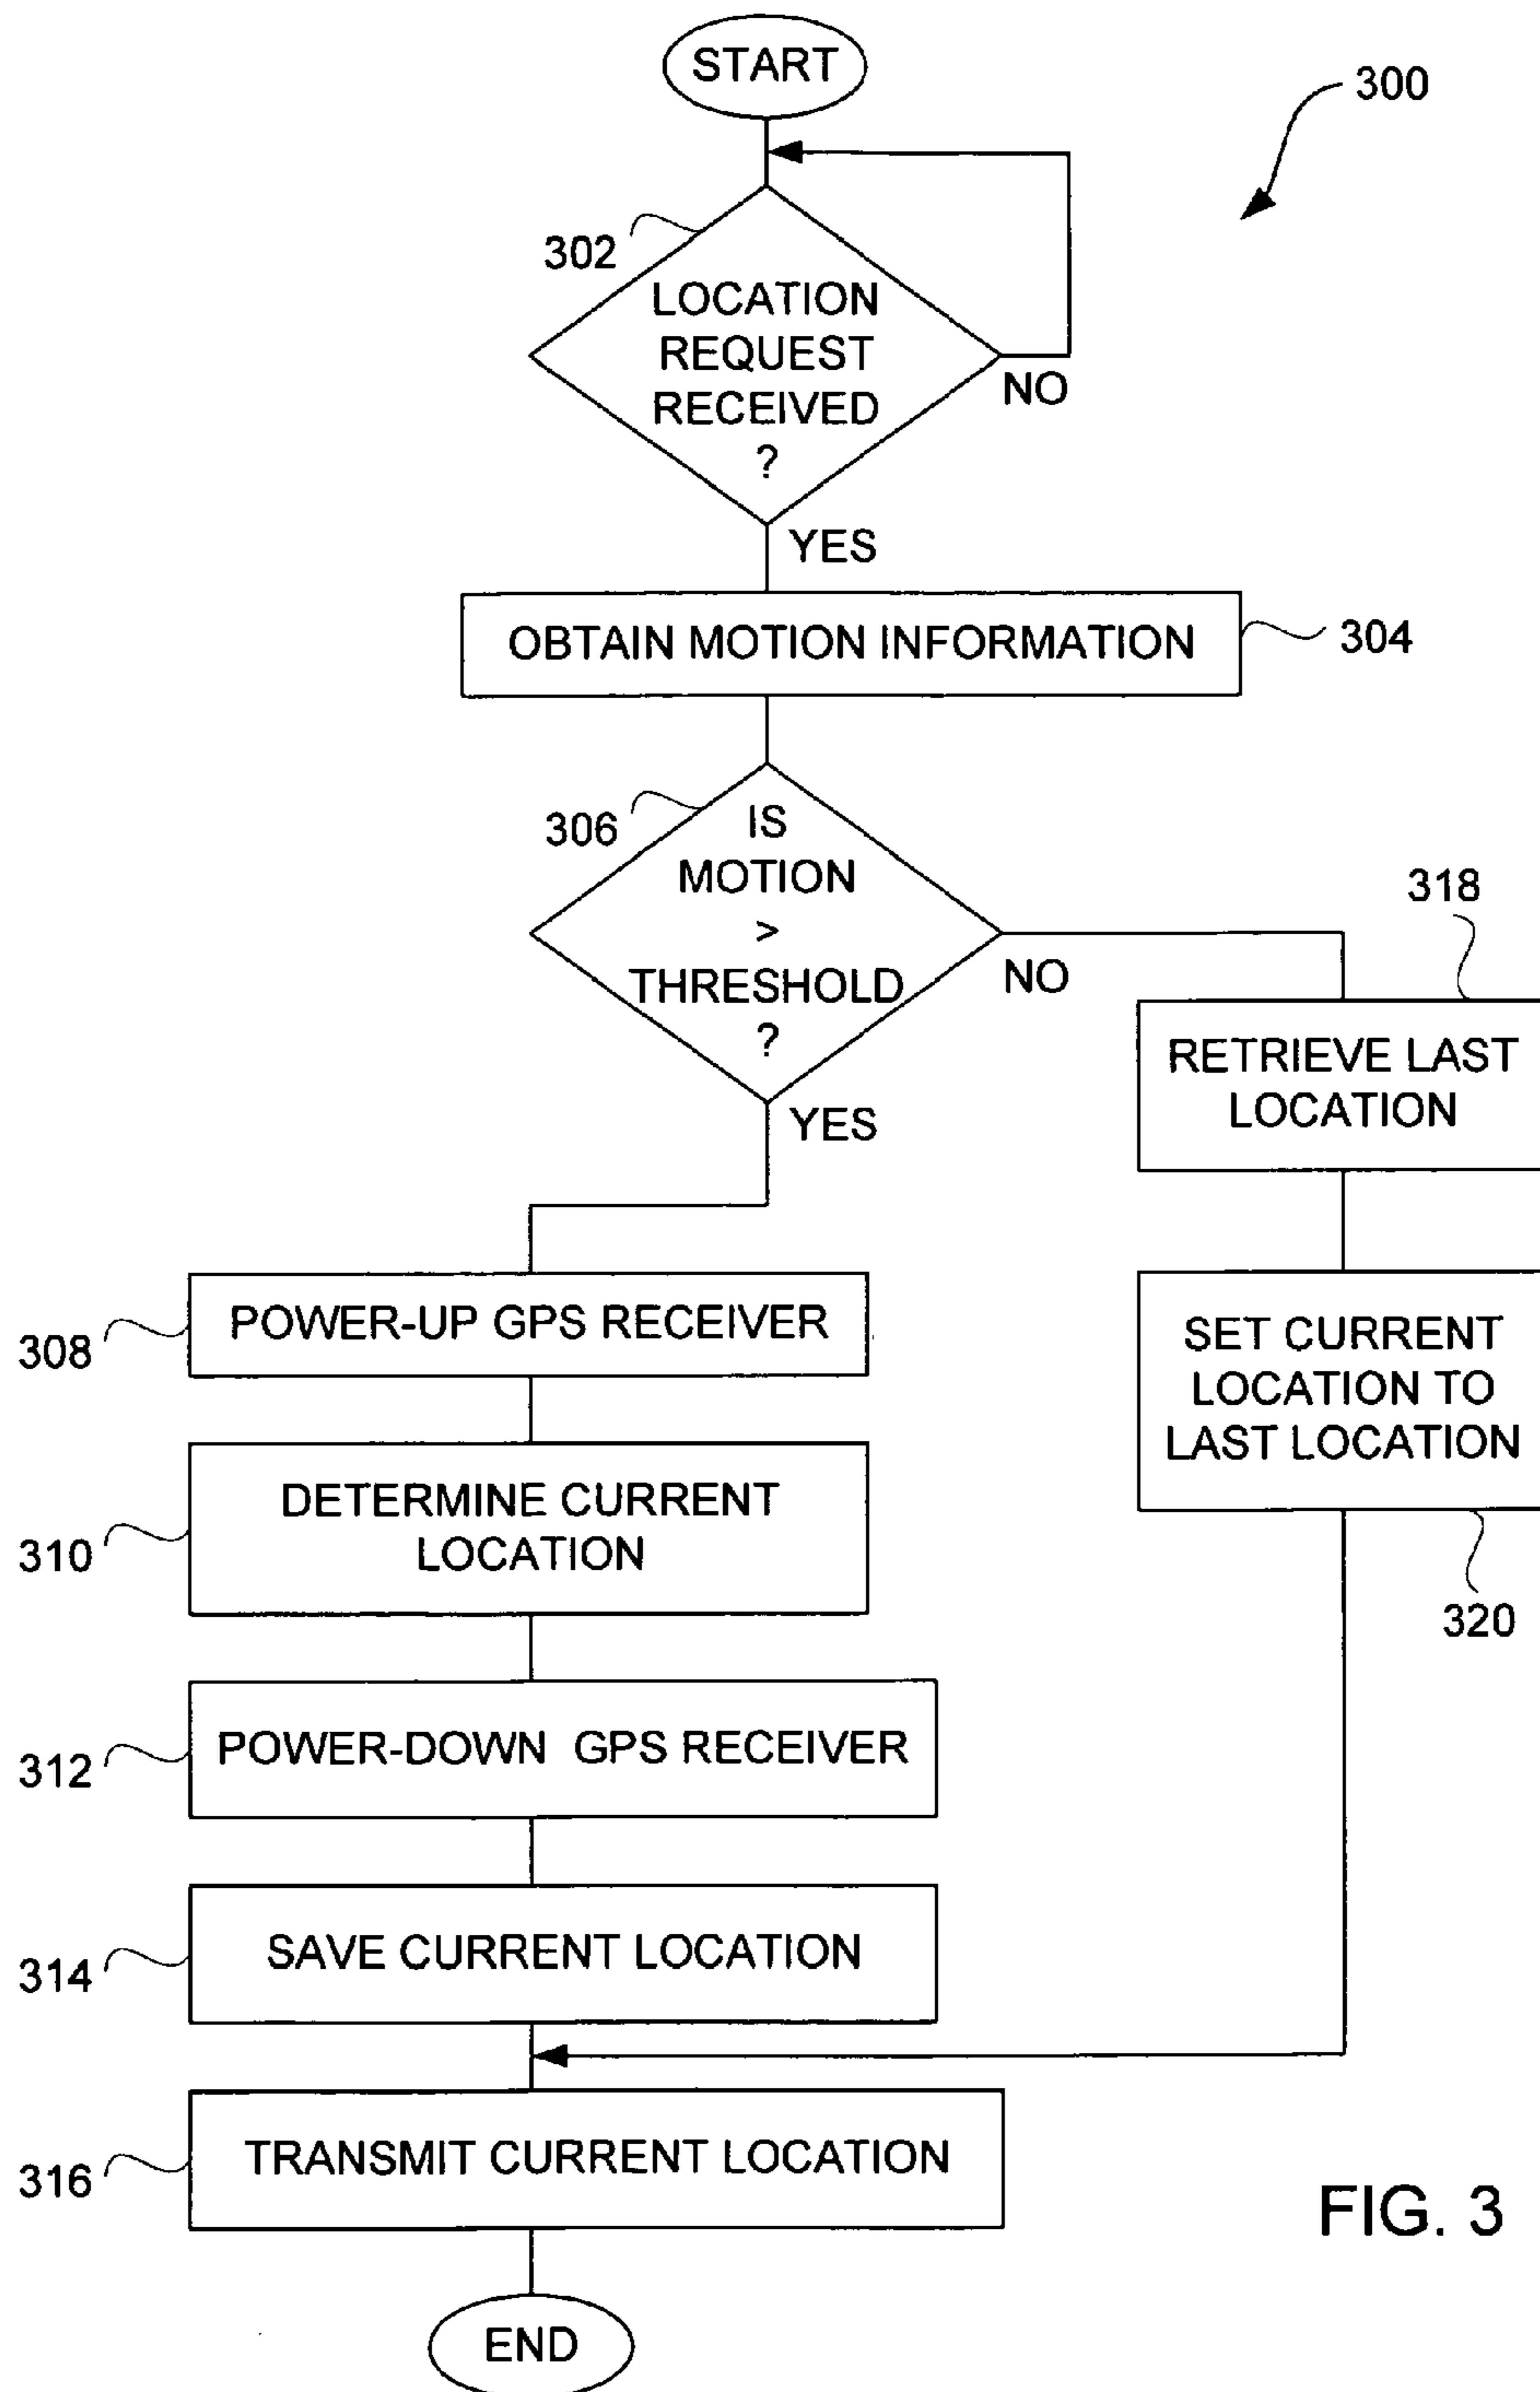 START
300
302
LOCATION
REQUEST
RECEIVED
?
NO
YES
OBTAIN MOTION INFORMATION
304
306
IS
MOTION
>
THRESHOLD
?
NO
YES
318
RETRIEVE LAST
LOCATION
308
POWER-UP GPS RECEIVER
SET CURRENT
LOCATION TO
LAST LOCATION
320
310
DETERMINE CURRENT
LOCATION
312
POWER-DOWN GPS RECEIVER
314
SAVE CURRENT LOCATION
316
TRANSMIT CURRENT LOCATION
FIG. 3
END